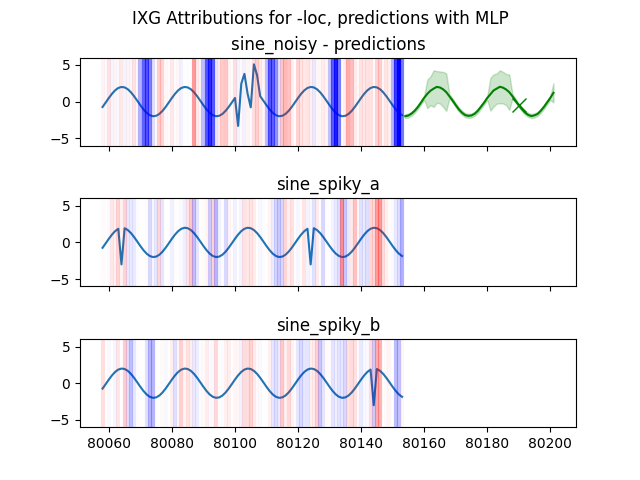 IXG Attributions for -loc, predictions with MLP
sine_noisy - predictions
5
0
−5
sine_spiky_a
5
0
−5
sine_spiky_b
5
0
−5
80060 80080 80100 80120 80140 80160 80180 80200